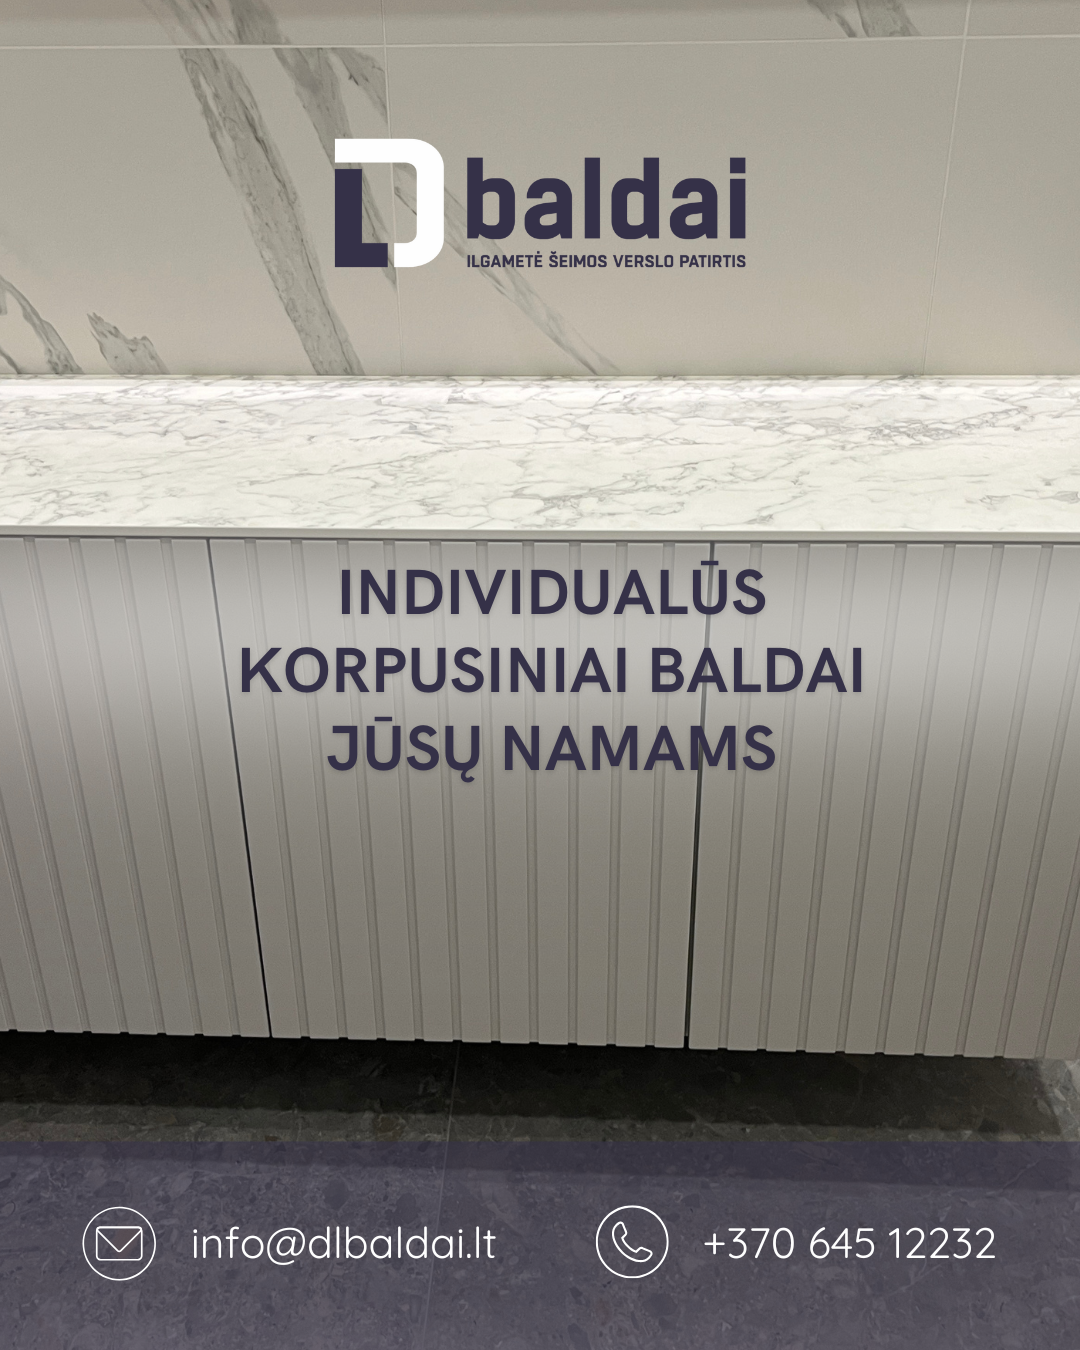 DL baldai
ILGAMETĖ ŠEIMOS VERSLO PATIRTIS
INDIVIDUALŪS
KORPUSINIAI BALDAI
JŪSŲ NAMAMS
info@dlbaldai.lt
+370 645 12232